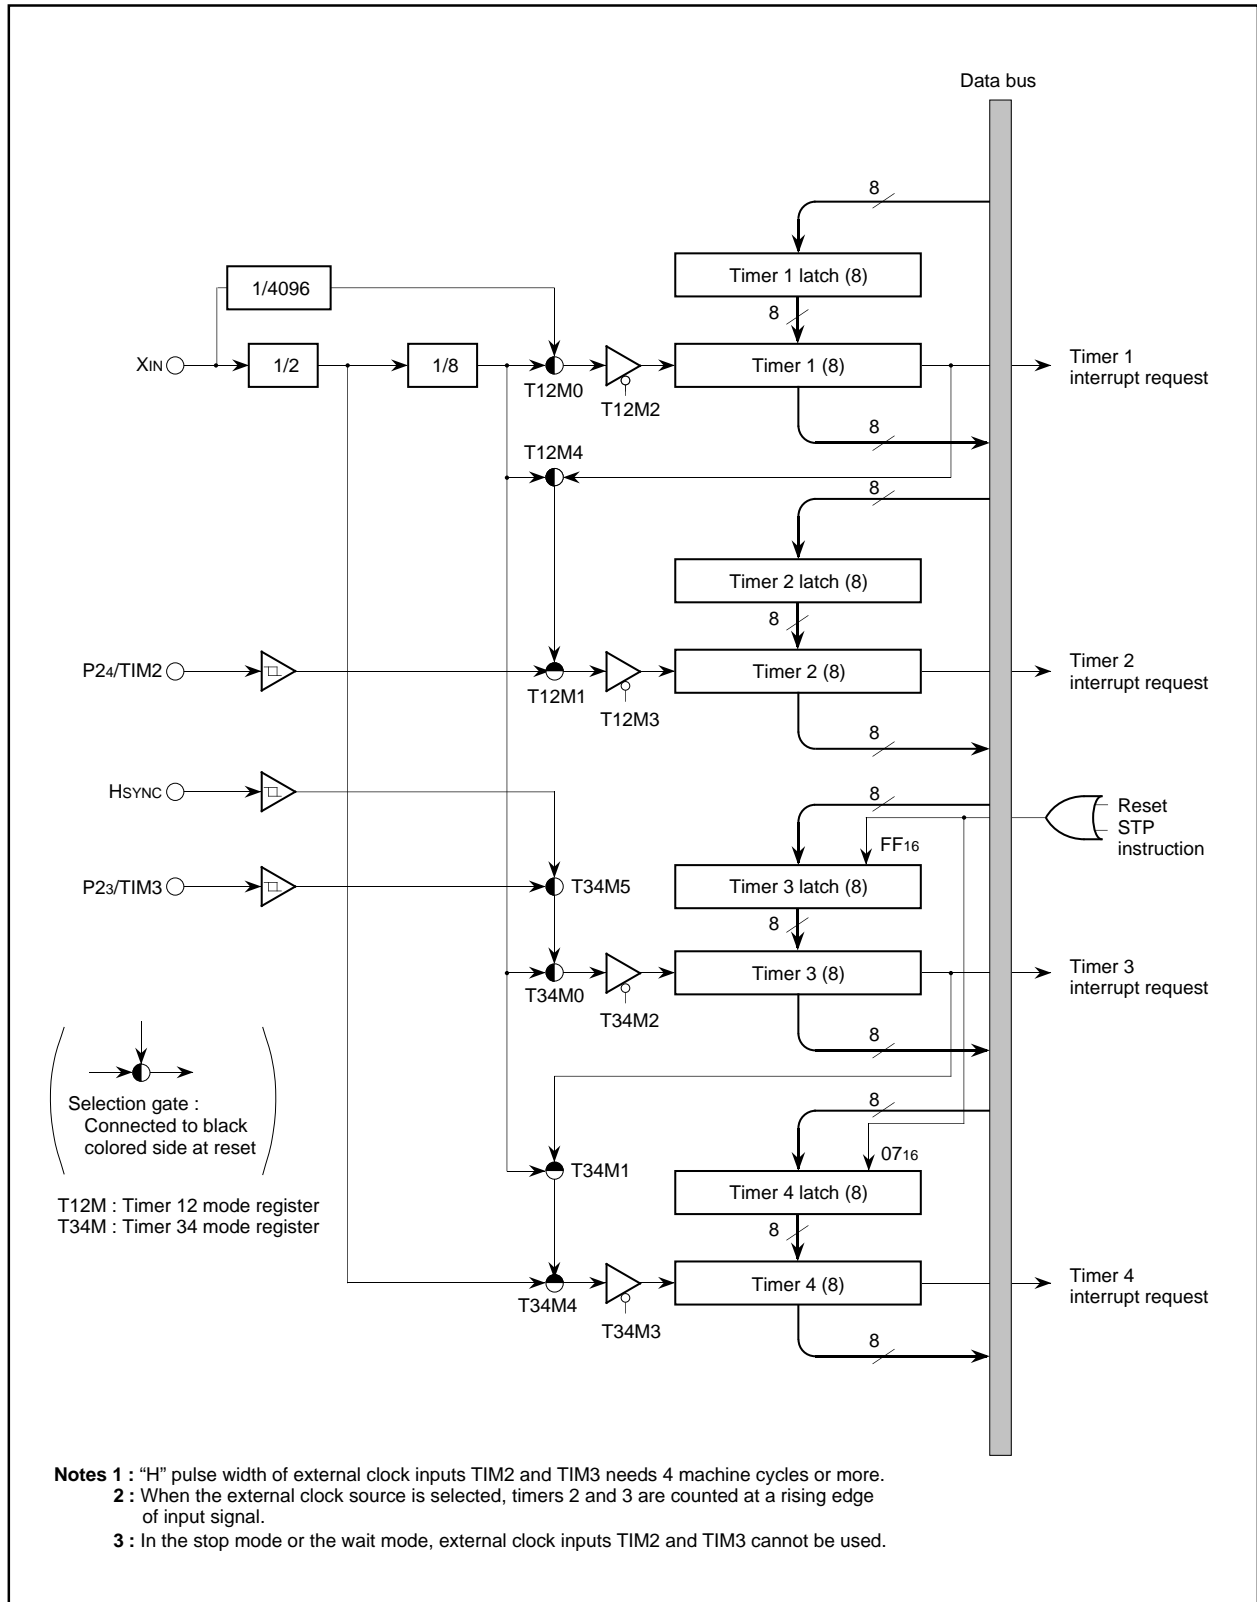 Data bus
8
Timer 1 latch (8)
1/4096
8
XIN
1/2
1/8
Timer 1 (8)
Timer 1
interrupt request
T12M0
T12M2
8
T12M4
8
Timer 2 latch (8)
8
P24/TIM2
Timer 2 (8)
Timer 2
interrupt request
T12M1
T12M3
8
HSYNC
8
Reset
STP
instruction
FF16
P23/TIM3
T34M5
Timer 3 latch (8)
8
Timer 3 (8)
Timer 3
interrupt request
T34M0
T34M2
8
Selection gate :
Connected to black
colored side at reset
8
0716
T34M1
Timer 4 latch (8)
T12M : Timer 12 mode register
T34M : Timer 34 mode register
8
Timer 4 (8)
Timer 4
interrupt request
T34M4
T34M3
8
Notes 1 : “H” pulse width of external clock inputs TIM2 and TIM3 needs 4 machine cycles or more.
2 : When the external clock source is selected, timers 2 and 3 are counted at a rising edge
of input signal.
3 : In the stop mode or the wait mode, external clock inputs TIM2 and TIM3 cannot be used.